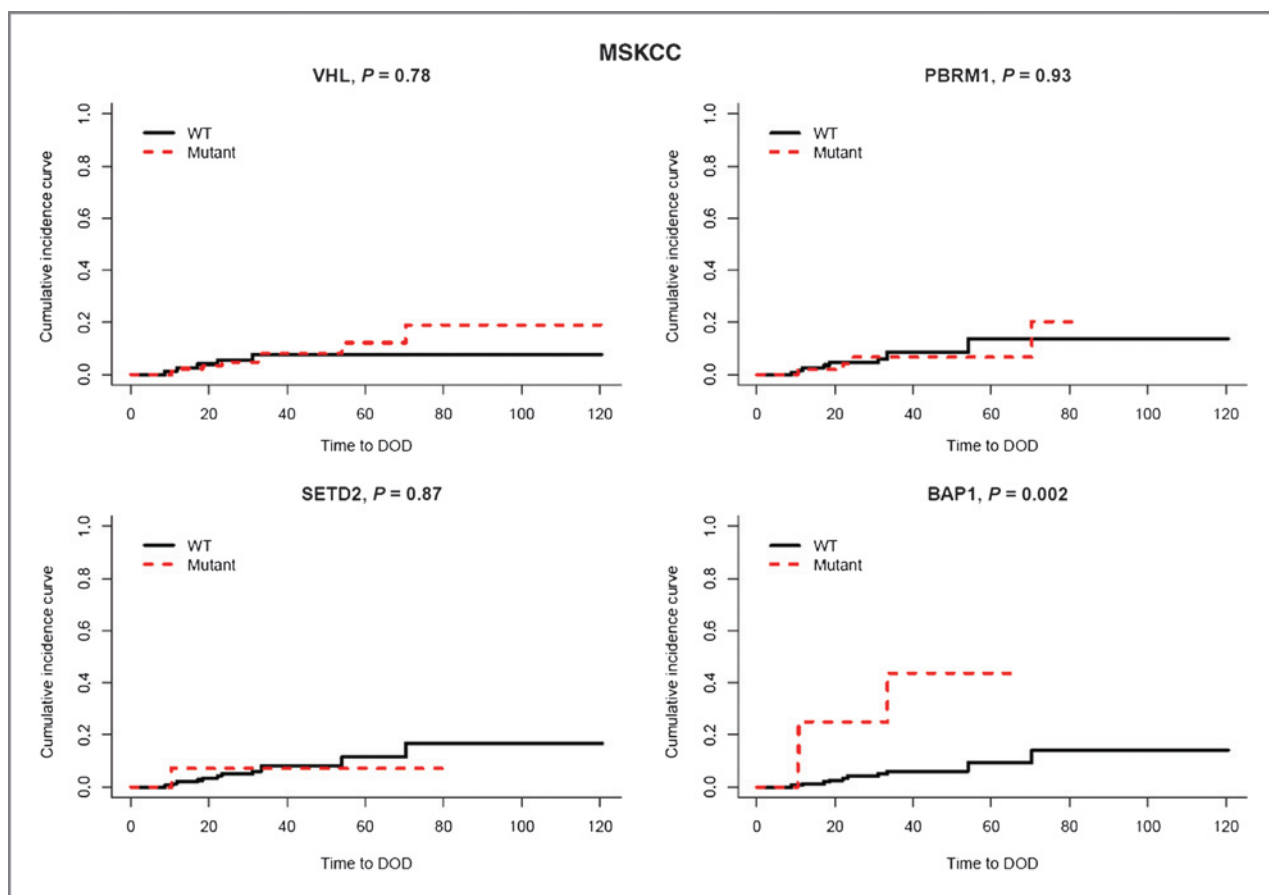 MSKCC
VHL, P = 0.78
Cumulative incidence curve
0.0 0.2 0.4 0.6 0.8 1.0
WT
Mutant
0 20 40 60 80 100 120
Time to DOD
PBRM1, P = 0.93
Cumulative incidence curve
0.0 0.2 0.4 0.6 0.8 1.0
WT
Mutant
0 20 40 60 80 100 120
Time to DOD
SETD2, P = 0.87
Cumulative incidence curve
0.0 0.2 0.4 0.6 0.8 1.0
WT
Mutant
0 20 40 60 80 100 120
Time to DOD
BAP1, P = 0.002
Cumulative incidence curve
0.0 0.2 0.4 0.6 0.8 1.0
WT
Mutant
0 20 40 60 80 100 120
Time to DOD